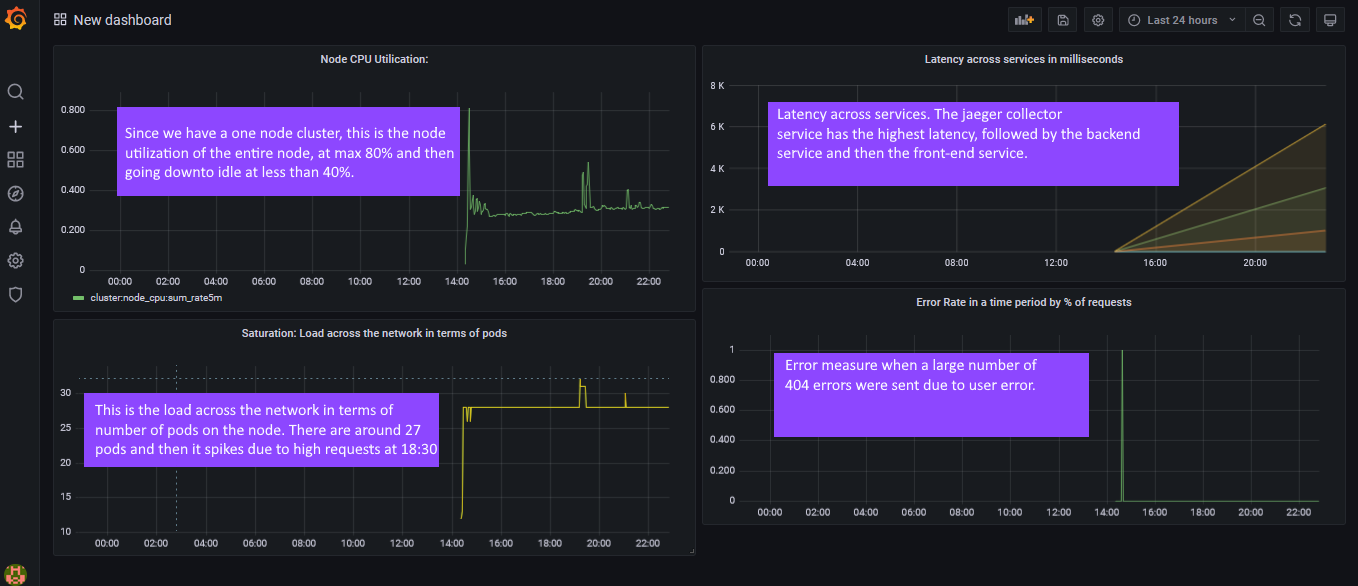 New dashboard
Last 24 hours
Node CPU Utilication:
0.800
0.600
0.400
0.200
0
Since we have a one node cluster, this is the node
utilization of the entire node, at max 80% and then
going downto idle at less than 40%.
00:00 02:00 04:00 06:00 08:00 10:00 12:00 14:00 16:00 18:00 20:00 22:00
cluster:node_cpu:sum_rate5m
Latency across services in milliseconds
8 K
6 K
4 K
2 K
0
Latency across services. The jaeger collector
service has the highest latency, followed by the backend
service and then the front-end service.
00:00 04:00 08:00 12:00 16:00 20:00
Saturation: Load across the network in terms of pods
30
25
20
15
10
This is the load across the network in terms of
number of pods on the node. There are around 27
pods and then it spikes due to high requests at 18:30
00:00 02:00 04:00 06:00 08:00 10:00 12:00 14:00 16:00 18:00 20:00 22:00
Error Rate in a time period by % of requests
1
0.800
0.600
0.400
0.200
0
Error measure when a large number of
404 errors were sent due to user error.
00:00 02:00 04:00 06:00 08:00 10:00 12:00 14:00 16:00 18:00 20:00 22:00